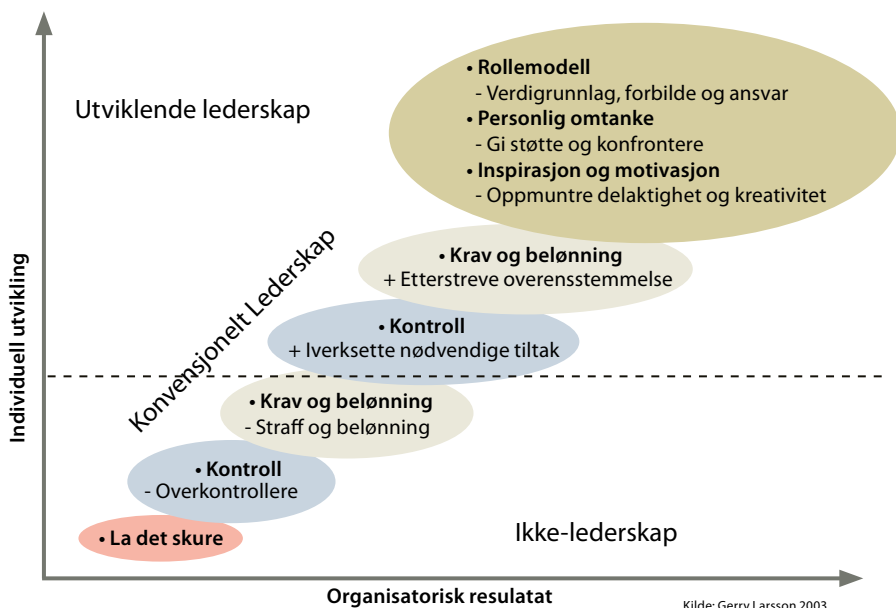 • Rollemodell
- Verdigrunnlag, forbilde og ansvar
• Personlig omtanke
- Gi støtte og konfrontere
• Inspirasjon og motivasjon
- Oppmuntre delaktighet og kreativitet
Utviklende lederskap
• Krav og belønning
+ Etterstreve overensstemmelse
Konvensjonelt Lederskap
• Kontroll
+ Iverksette nødvendige tiltak
• Krav og belønning
- Straff og belønning
• Kontroll
- Overkontrollere
• La det skure
Ikke-lederskap
Individuell utvikling
Organisatorisk resulatat
Kilde: Gerry Larsson 2003